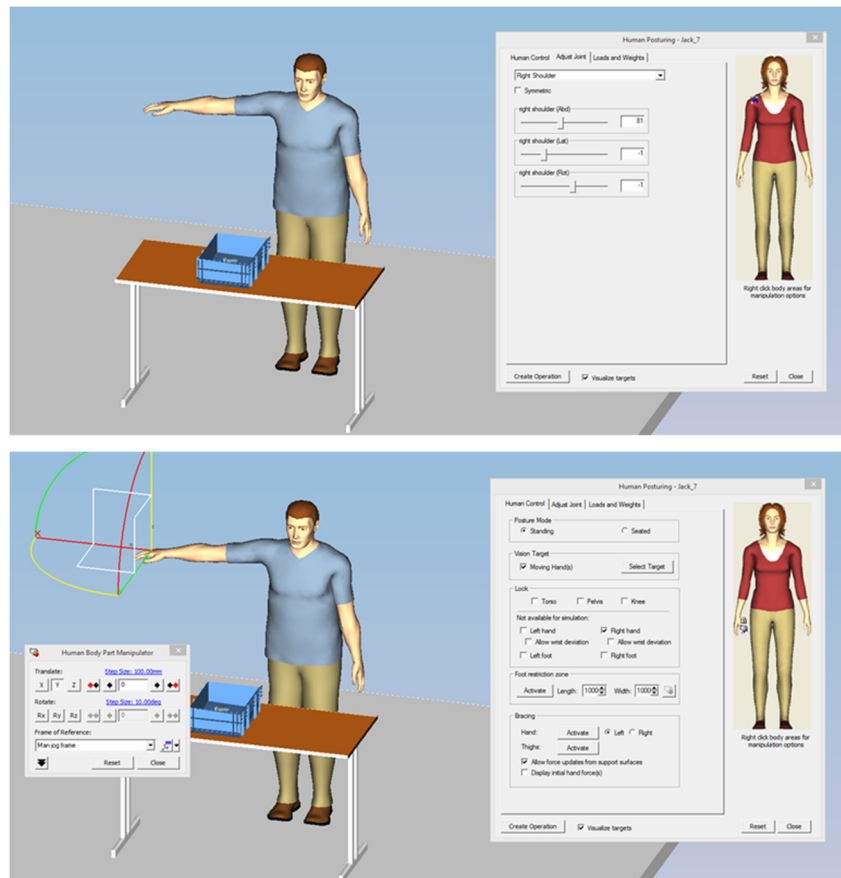 Human Posturing - Jack_7
Human Control Adjust Joint Loads and Weights
Right Shoulder
Symmetric
right shoulder (Abd)
81
right shoulder (Lat)
-1
right shoulder (Rot)
-1
Right click body areas for
manipulation options
Create Operation Visualize targets Reset Close
Human Posturing - Jack_7
Human Control Adjust Joint Loads and Weights
Posture Mode
Standing Seated
Vision Target
Moving Hand(s) Select Target
Lock
Torso Pelvis Knee
Not available for simulation:
Left hand Right hand
Allow wrist deviation Allow wrist deviation
Left foot Right foot
Foot restriction zone
Activate Length: 1000 Width: 1000
Bracing
Hand: Activate Left Right
Thighs: Activate
Allow force updates from support surfaces
Display initial hand force(s)
Right click body areas for
manipulation options
Create Operation Visualize targets Reset Close
Human Body Part Manipulator
Translate: Step Size: 100.00mm
X Y Z 0
Rotate: Step Size: 10.00deg
Rx Ry Rz 0
Frame of Reference:
Man jog frame
Reset Close